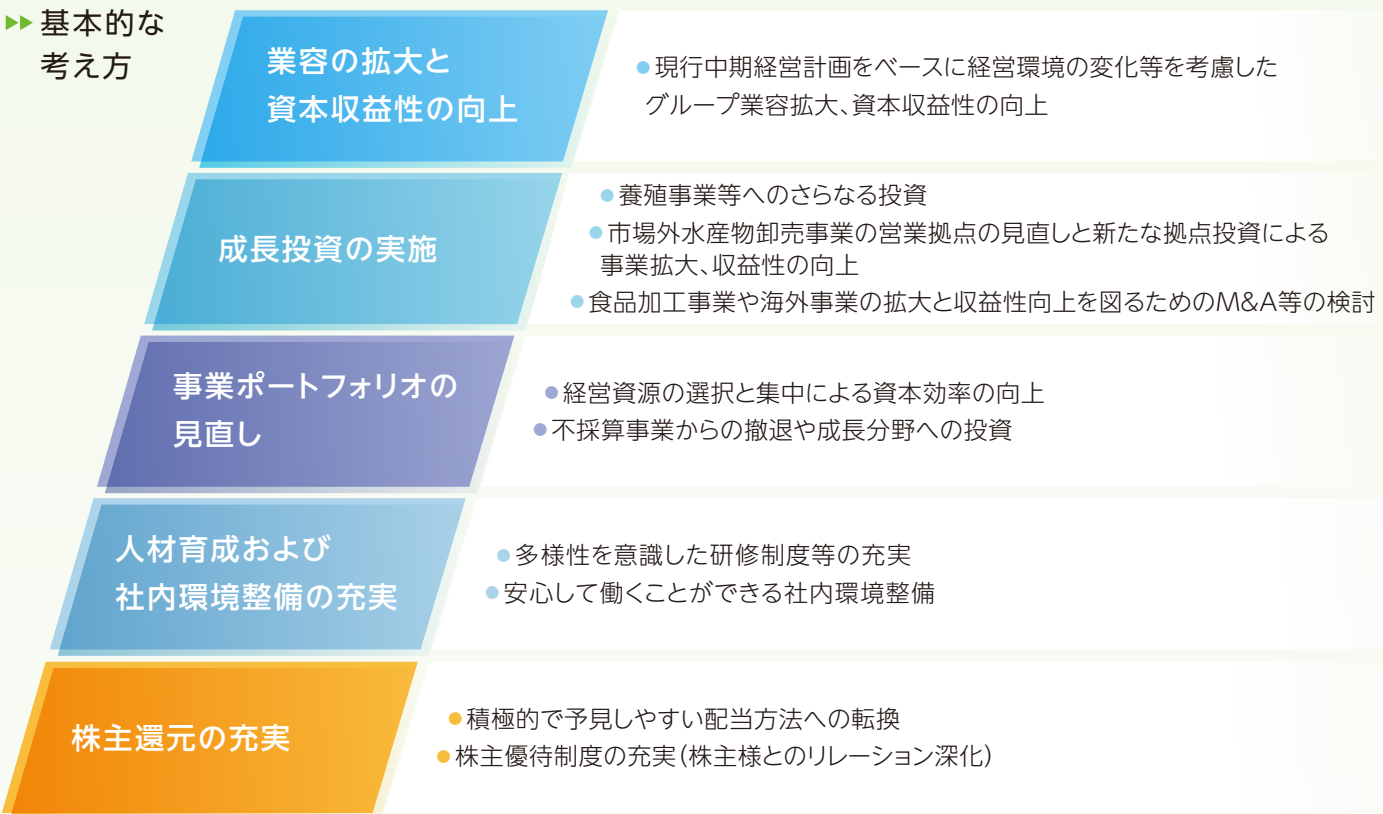 基本的な
考え方
業容の拡大と
資本収益性の向上
●現行中期経営計画をベースに経営環境の変化等を考慮した
グループ業容拡大、資本収益性の向上
成長投資の実施
●養殖事業等へのさらなる投資
●市場外水産物卸売事業の営業拠点の見直しと新たな拠点投資による
事業拡大、収益性の向上
●食品加工事業や海外事業の拡大と収益性向上を図るためのM&A等の検討
事業ポートフォリオの
見直し
●経営資源の選択と集中による資本効率の向上
●不採算事業からの撤退や成長分野への投資
人材育成および
社内環境整備の充実
●多様性を意識した研修制度等の充実
●安心して働くことができる社内環境整備
株主還元の充実
●積極的で予見しやすい配当方法への転換
●株主優待制度の充実(株主様とのリレーション深化)